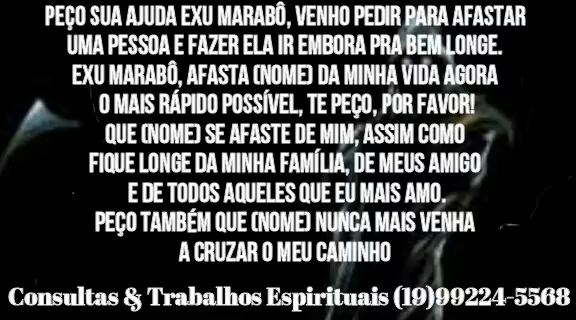 PEÇO SUA AJUDA EXU MARABÔ, VENHO PEDIR PARA AFASTAR
UMA PESSOA E FAZER ELA IR EMBORA PRA BEM LONGE.
EXU MARABÔ, AFASTA (NOME) DA MINHA VIDA AGORA
O MAIS RÁPIDO POSSÍVEL, TE PEÇO, POR FAVOR!
QUE (NOME) SE AFASTE DE MIM, ASSIM COMO
FIQUE LONGE DA MINHA FAMÍLIA, DE MEUS AMIGO
E DE TODOS AQUELES QUE EU MAIS AMO.
PEÇO TAMBÉM QUE (NOME) NUNCA MAIS VENHA
A CRUZAR O MEU CAMINHO
Consultas & Trabalhos Espirituais (19)99224-5568